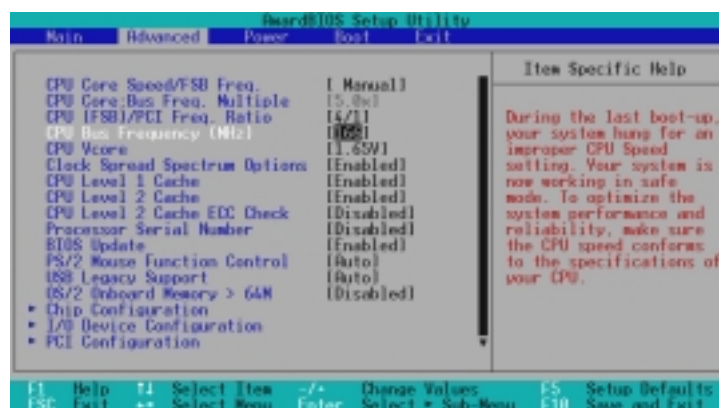 AwardBIOS Setup Utility
Main Advanced Power Boot Exit
CPU Core Speed/FSB Freq. [ Manual]
CPU Core:Bus Freq. Multiple [5.0x]
CPU [FSB]/PCI Freq. Ratio [4/1]
CPU Bus Frequency (MHz) [166]
CPU Vcore [1.65V]
Clock Spread Spectrum Options [Enabled]
CPU Level 1 Cache [Enabled]
CPU Level 2 Cache [Enabled]
CPU Level 2 Cache ECC Check [Disabled]
Processor Serial Number [Disabled]
BIOS Update [Enabled]
PS/2 Mouse Function Control [Auto]
USB Legacy Support [Auto]
OS/2 Onboard Memory > 64M [Disabled]
Chip Configuration
I/O Device Configuration
PCI Configuration
Item Specific Help
During the last boot-up,
your system hung for an
improper CPU Speed
setting. Your system is
now working in safe
mode. To optimize the
system performance and
reliability, make sure
the CPU speed conforms
to the specifications of
your CPU.
F1 Help ↑↓ Select Item -/+ Change Values F5 Setup Defaults
ESC Exit ↔ Select Menu Enter Select ▸ Sub-Menu F10 Save and Exit